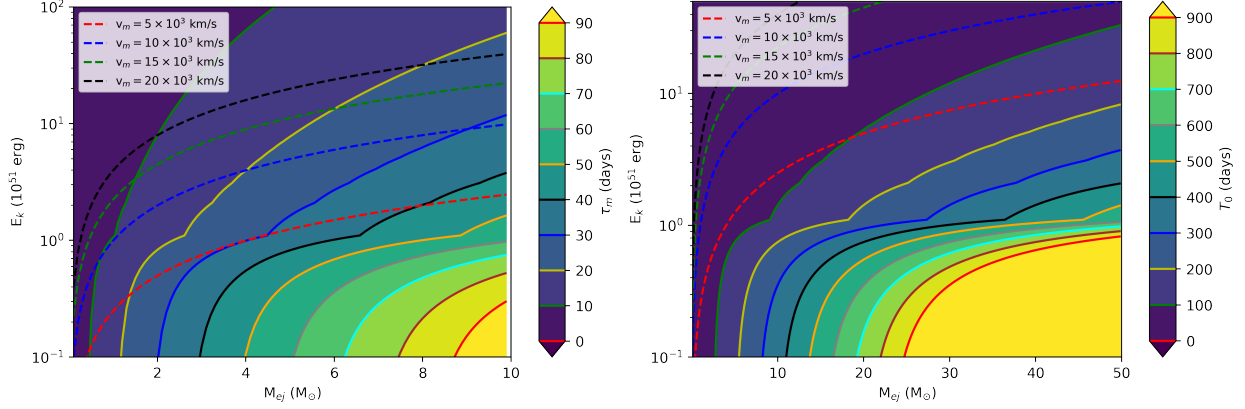 v_m = 5 × 10^3 km/s
v_m = 10 × 10^3 km/s
v_m = 15 × 10^3 km/s
v_m = 20 × 10^3 km/s
10^2
10^1
10^0
10^-1
E_k (10^51 erg)
2
4
6
8
10
M_ej (M_⊙)
90
80
70
60
50
40
30
20
10
0
τ_m (days)
v_m = 5 × 10^3 km/s
v_m = 10 × 10^3 km/s
v_m = 15 × 10^3 km/s
v_m = 20 × 10^3 km/s
10^1
10^0
10^-1
E_k (10^51 erg)
10
20
30
40
50
M_ej (M_⊙)
900
800
700
600
500
400
300
200
100
0
T_0 (days)